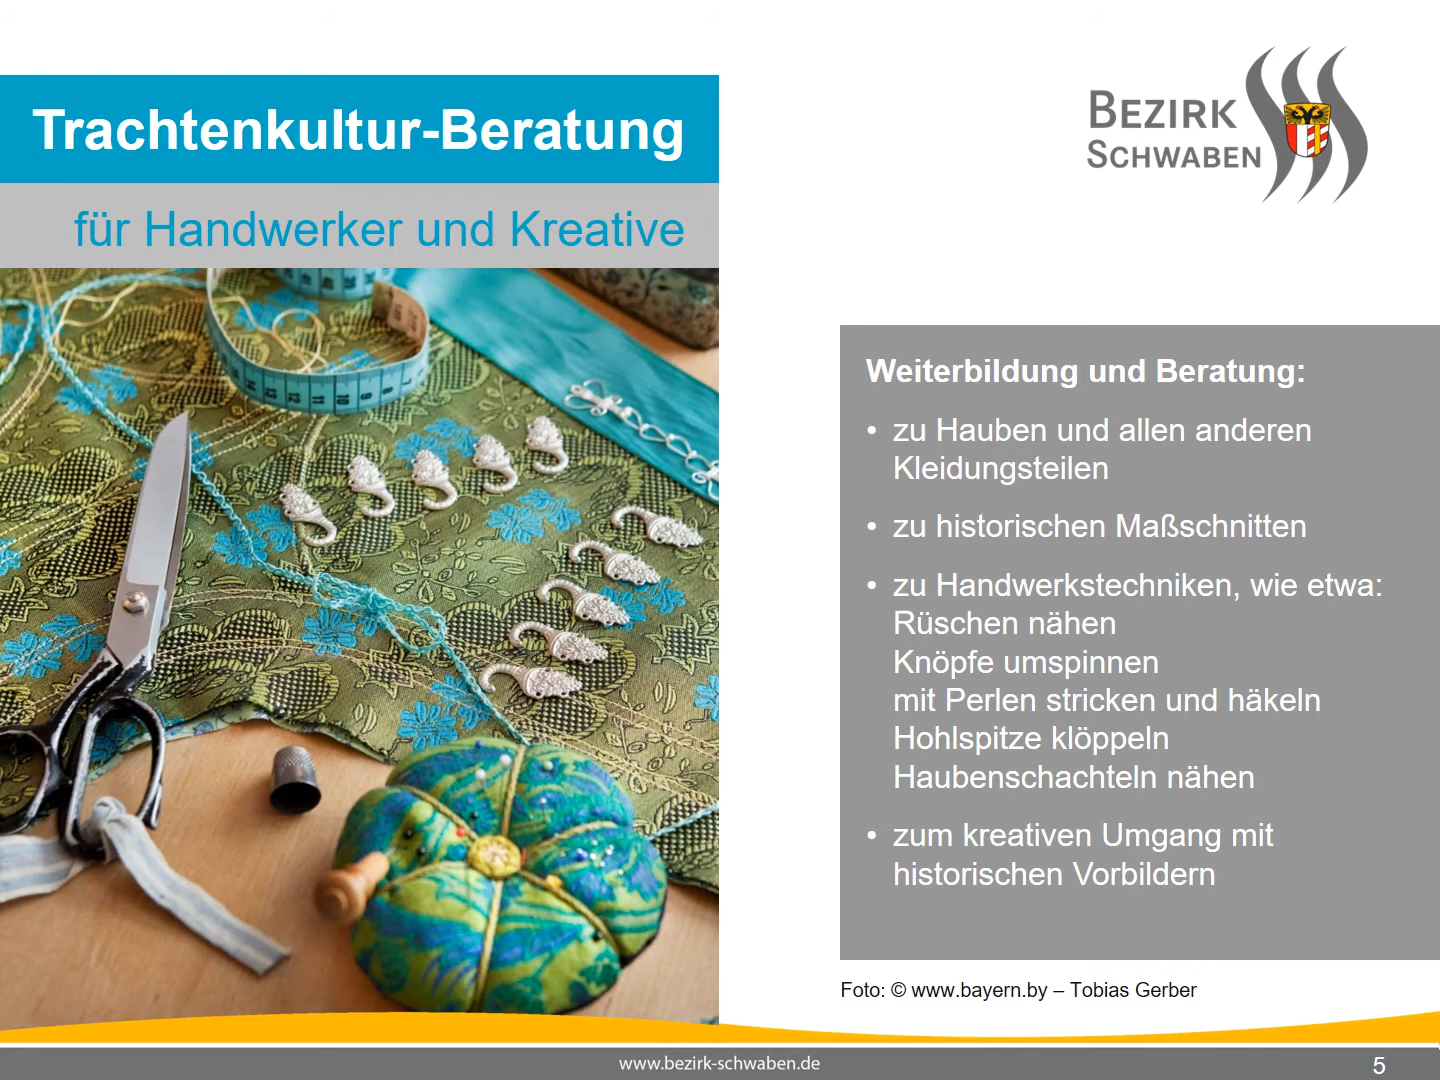 Trachtenkultur-Beratung
für Handwerker und Kreative
BEZIRK
SCHWABEN
Weiterbildung und Beratung:
• zu Hauben und allen anderen
Kleidungsteilen
• zu historischen Maßschnitten
• zu Handwerkstechniken, wie etwa:
Rüschen nähen
Knöpfe umspinnen
mit Perlen stricken und häkeln
Hohlspitze klöppeln
Haubenschachteln nähen
• zum kreativen Umgang mit
historischen Vorbildern
Foto: © www.bayern.by – Tobias Gerber
www.bezirk-schwaben.de
5